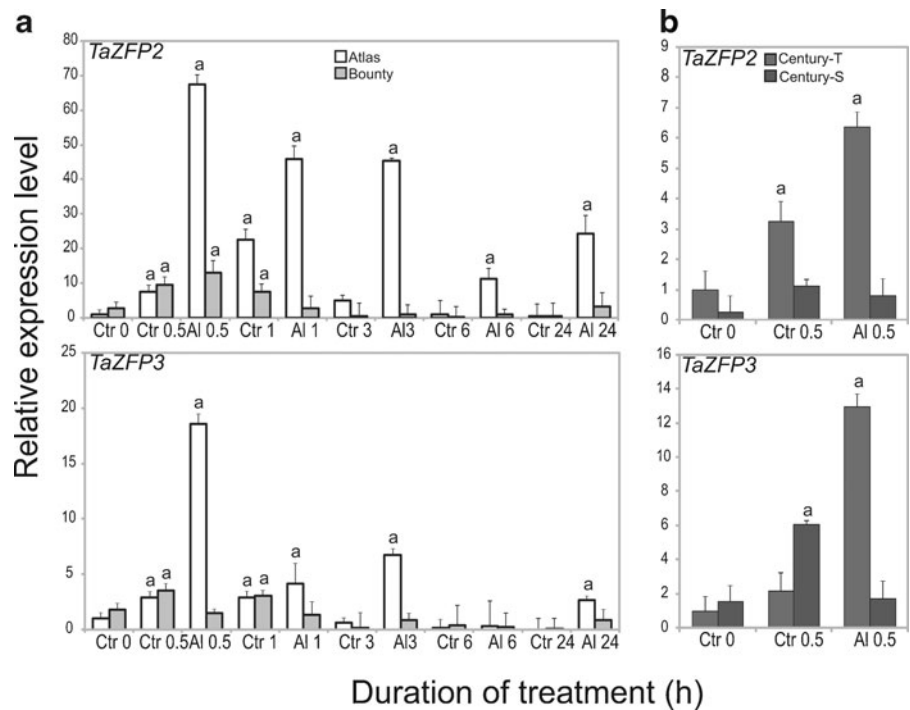 a
TaZFP2
Atlas
Bounty
80
70
60
50
40
30
20
10
0
a
a a
a
a
a
a
a
a
a
Ctr 0 Ctr 0.5 Al 0.5 Ctr 1 Al 1 Ctr 3 Al3 Ctr 6 Al 6 Ctr 24 Al 24
TaZFP3
25
20
15
10
5
0
a a
a
a a
a
a
a
Ctr 0 Ctr 0.5 Al 0.5 Ctr 1 Al 1 Ctr 3 Al3 Ctr 6 Al 6 Ctr 24 Al 24
b
TaZFP2
Century-T
Century-S
9
8
7
6
5
4
3
2
1
0
a
a
Ctr 0 Ctr 0.5 Al 0.5
TaZFP3
16
14
12
10
8
6
4
2
0
a
a
Ctr 0 Ctr 0.5 Al 0.5
Relative expression level
Duration of treatment (h)